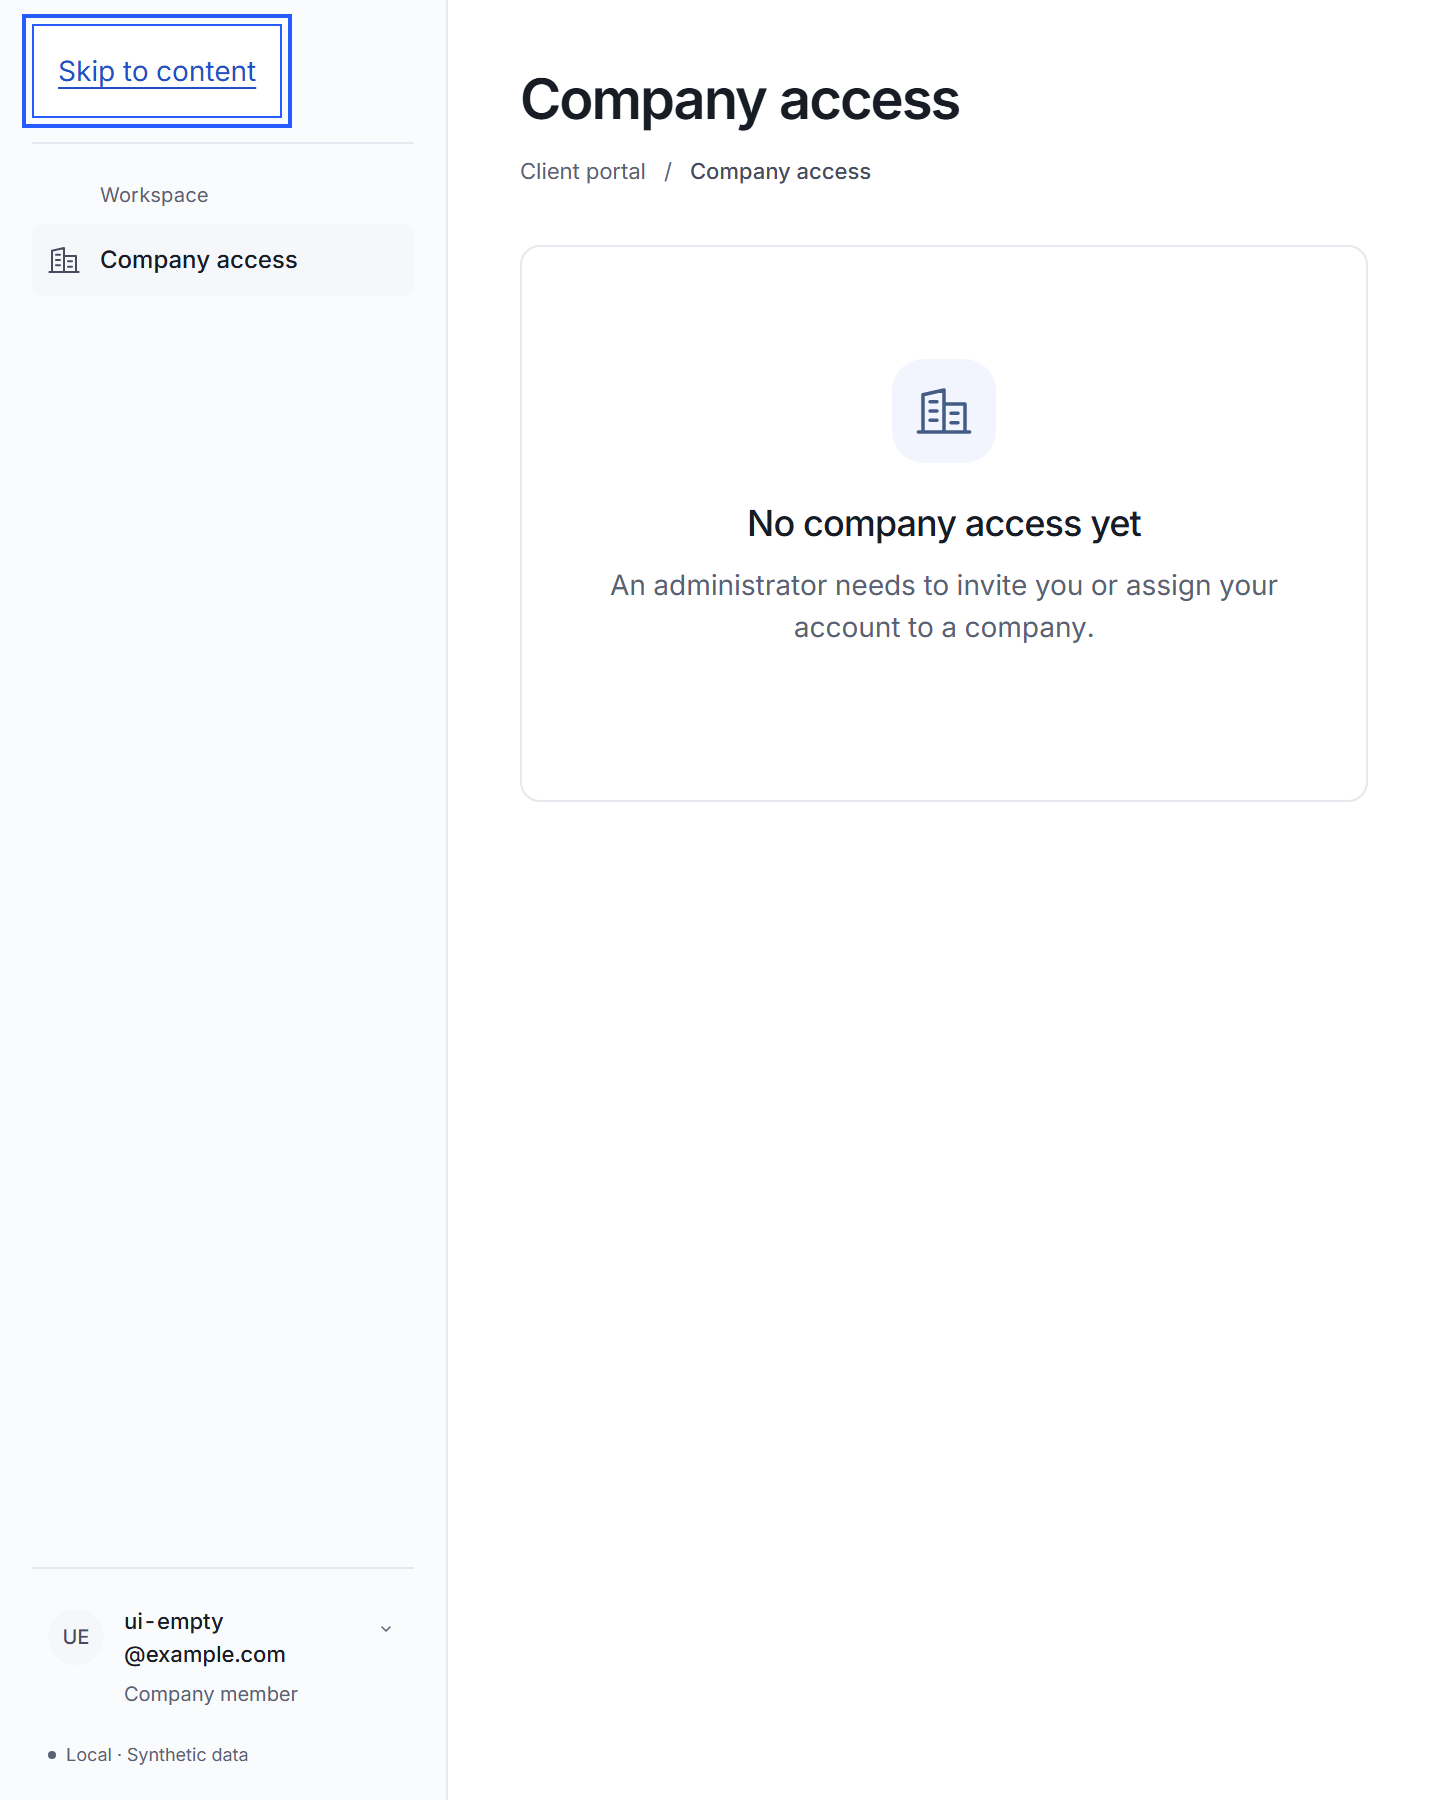 Skip to content
Workspace
Company access
Company access
Client portal / Company access
No company access yet
An administrator needs to invite you or assign your
account to a company.
UE
ui-empty
@example.com
Company member
Local · Synthetic data